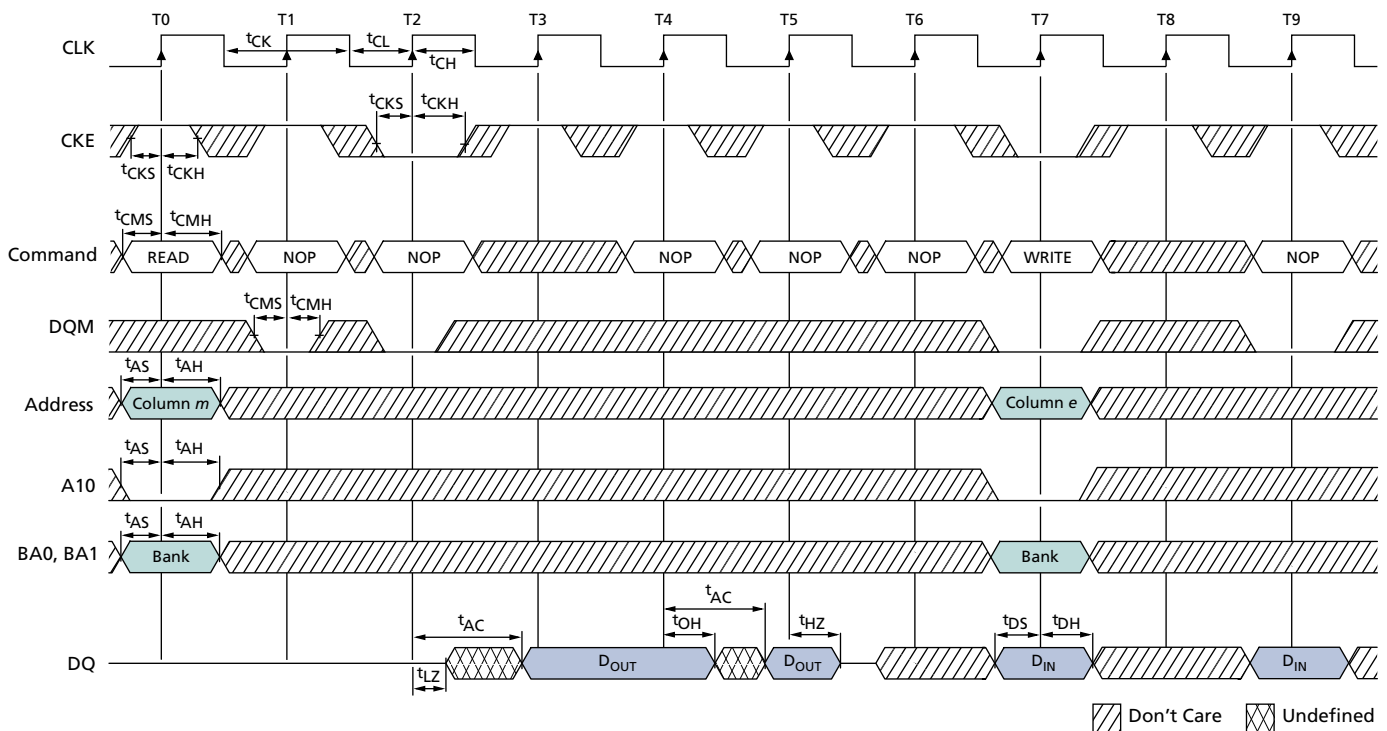 T0 T1 T2 T3 T4 T5 T6 T7 T8 T9
CLK
tCK tCL
tCH
tCKS tCKH
CKE
tCKS tCKH
tCMS tCMH
Command READ NOP NOP NOP NOP NOP WRITE NOP
tCMS tCMH
DQM
tAS tAH
Address Column m Column e
tAS tAH
A10
tAS tAH
BA0, BA1 Bank Bank
tAC
tAC tOH tHZ tDS tDH
DQ DOUT DOUT DIN DIN
tLZ
Don't Care Undefined